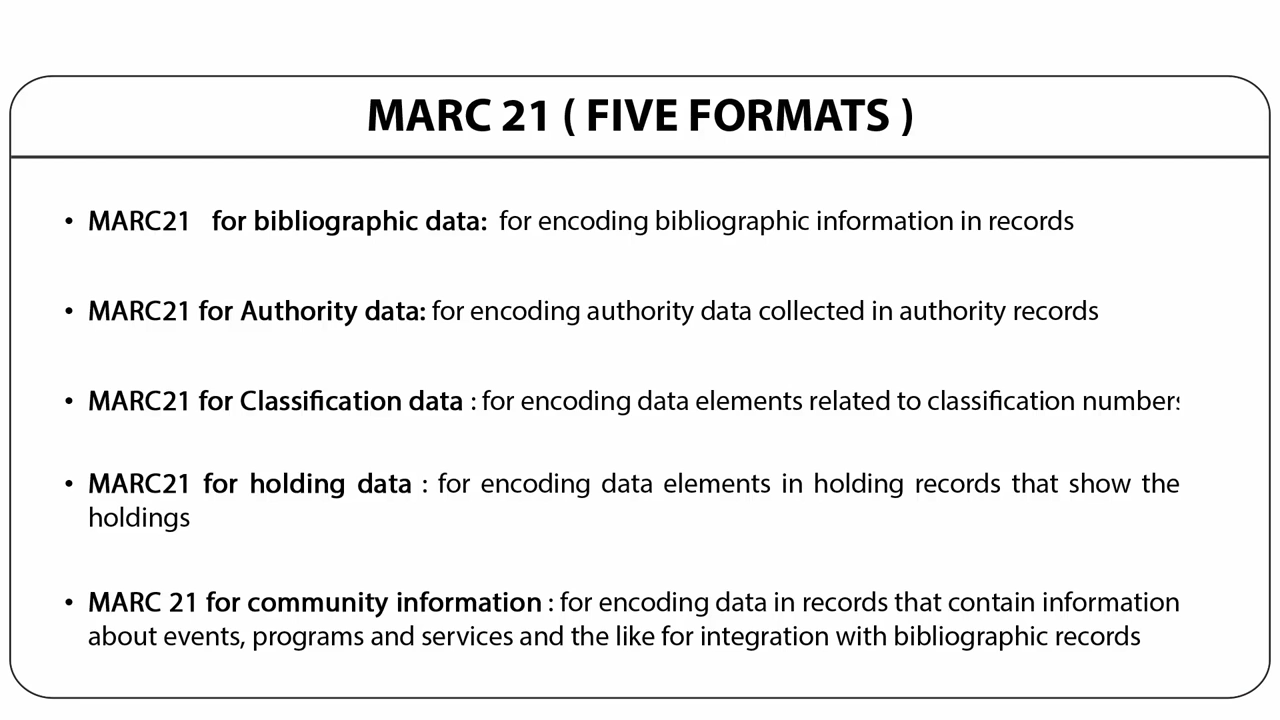 MARC 21 ( FIVE FORMATS )
• MARC21 for bibliographic data: for encoding bibliographic information in records
• MARC21 for Authority data: for encoding authority data collected in authority records
• MARC21 for Classification data : for encoding data elements related to classification numbers
• MARC21 for holding data : for encoding data elements in holding records that show the
holdings
• MARC 21 for community information : for encoding data in records that contain information
about events, programs and services and the like for integration with bibliographic records